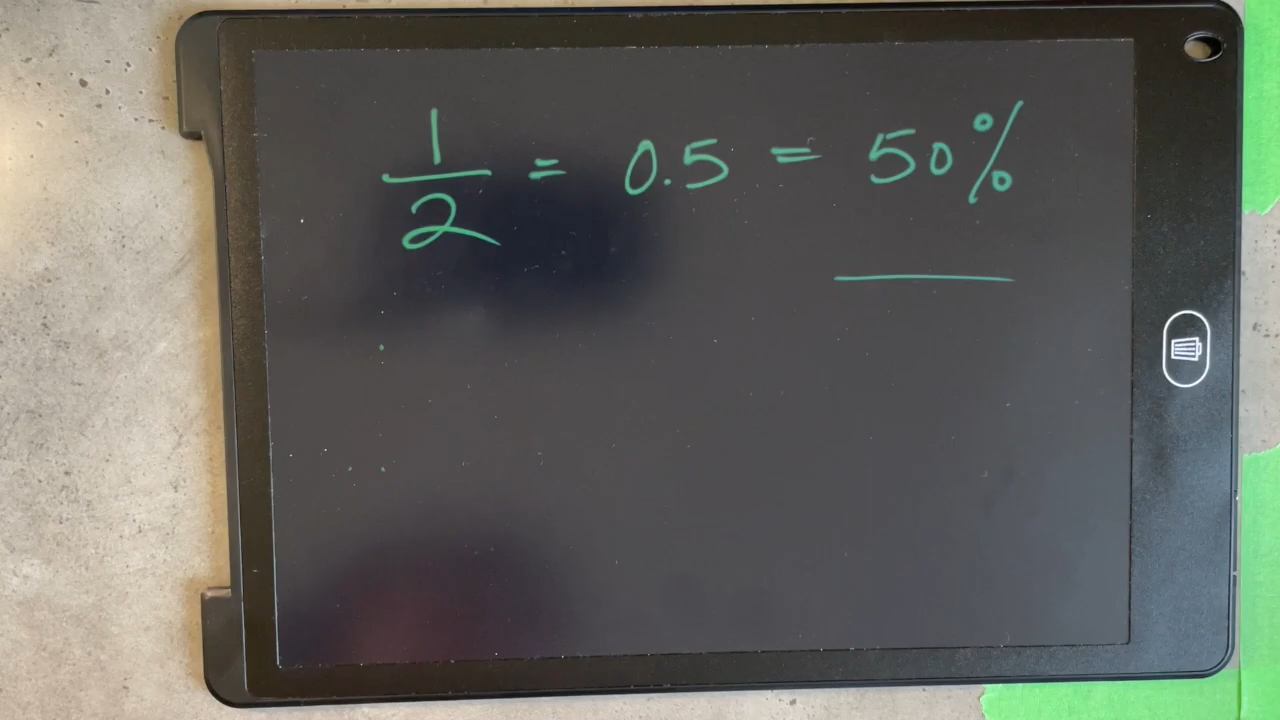 1/2 = 0.5 = 50%